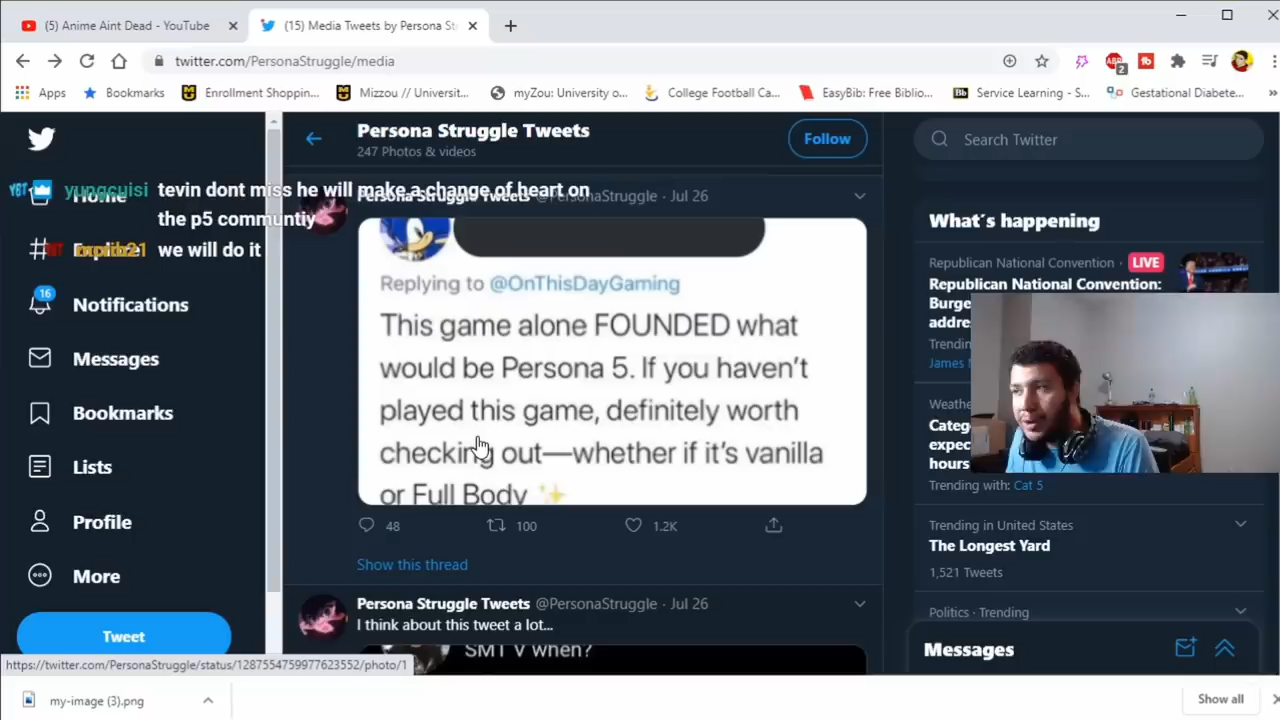 (5) Anime Aint Dead - YouTube
(15) Media Tweets by Persona St
twitter.com/PersonaStruggle/media
2
Apps
Bookmarks
Enrollment Shoppin...
Mizzou // Universit...
myZou: University o...
College Football Ca...
EasyBib: Free Biblio...
Service Learning - S...
Gestational Diabete...
Persona Struggle Tweets
247 Photos & videos
Follow
Search Twitter
yungcuisi tevin dont miss he will make a change of heart on
the p5 communtiy
we will do it
Home
Explore
Notifications
16
Messages
Bookmarks
Lists
Profile
More
Tweet
Persona Struggle Tweets @PersonaStruggle · Jul 26
Replying to @OnThisDayGaming
This game alone FOUNDED what
would be Persona 5. If you haven't
played this game, definitely worth
checking out—whether if it's vanilla
or Full Body
48
100
1.2K
Show this thread
Persona Struggle Tweets @PersonaStruggle · Jul 26
I think about this tweet a lot...
SMT V when?
What's happening
Republican National Convention · LIVE
Republican National Convention:
Burge
addre
Trendin
James
Weathe
Categ
expec
hours
Trending with: Cat 5
Trending in United States
The Longest Yard
1,521 Tweets
Politics · Trending
Messages
https://twitter.com/PersonaStruggle/status/1287554759977623552/photo/1
my-image (3).png
Show all